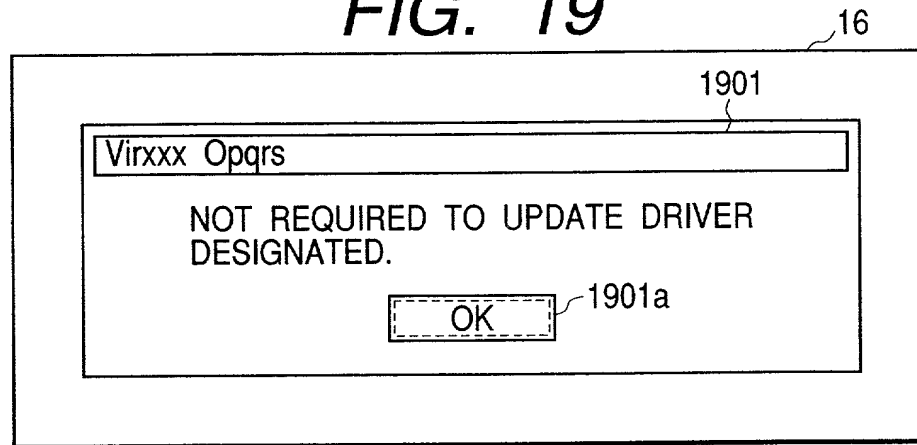 FIG. 19
16
1901
Virxxx Opqrs
NOT REQUIRED TO UPDATE DRIVER
DESIGNATED.
OK
1901a